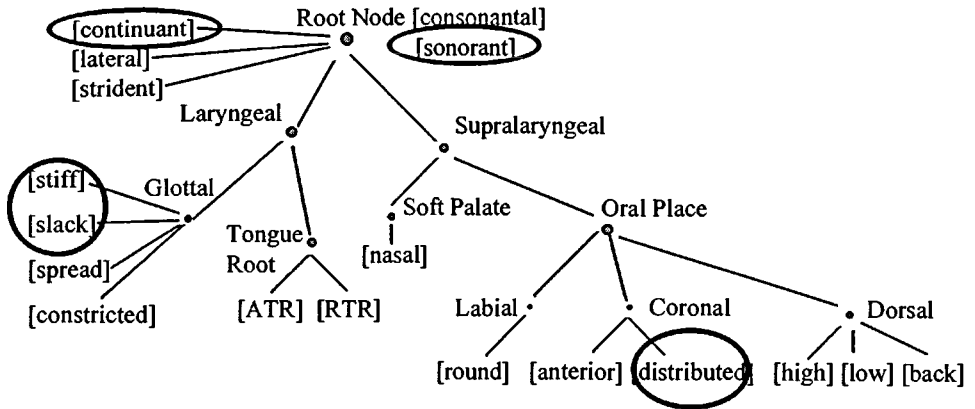 Root Node [consonantal]
[continuant]
[sonorant]
[lateral]
[strident]
Laryngeal
Supralaryngeal
[stiff]
Glottal
[slack]
Soft Palate
Oral Place
[spread]
Tongue
Root
[nasal]
[constricted]
[ATR] [RTR]
Labial
Coronal
Dorsal
[round] [anterior] [distributed] [high] [low] [back]